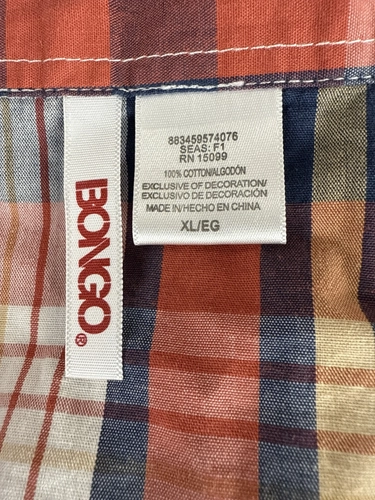 BONGO®
883459574076
SEAS: F1
RN 15099
100% COTTON/ALGODÓN
EXCLUSIVE OF DECORATION/
EXCLUSIVO DE DECORACIÓN
MADE IN/HECHO EN CHINA
XL/EG